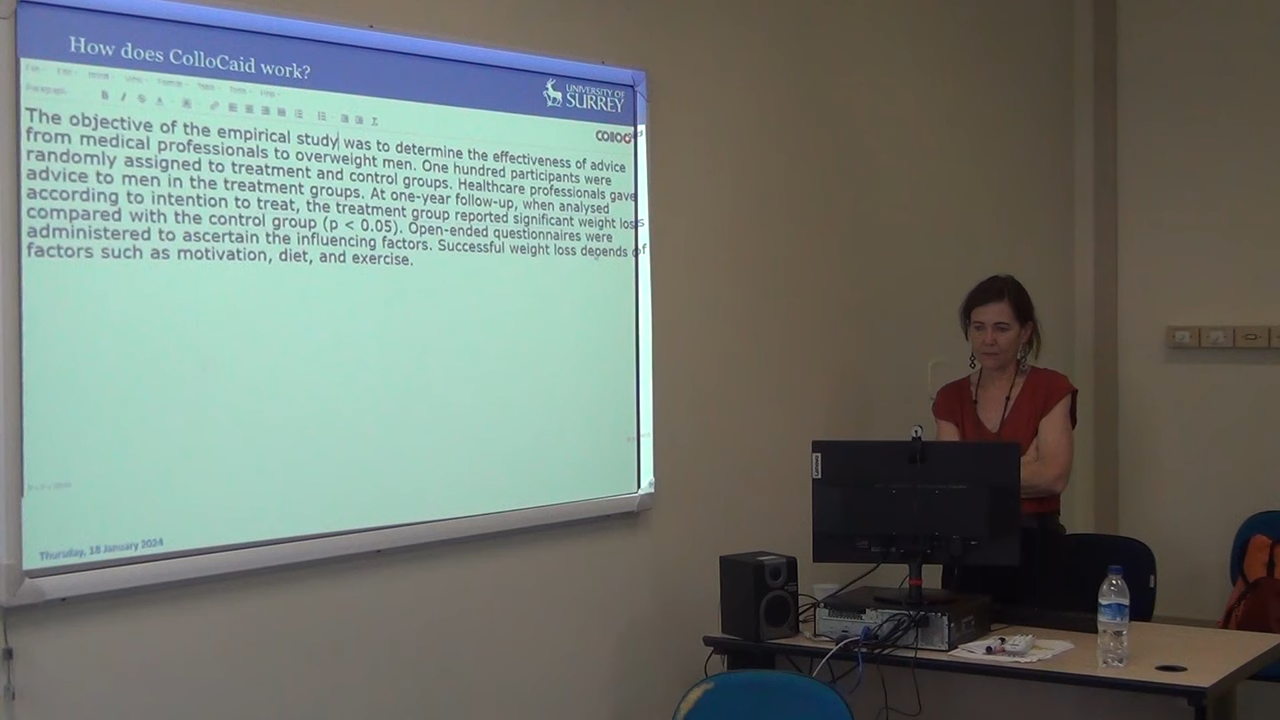 How does ColloCaid work?
UNIVERSITY OF
SURREY
The objective of the empirical study was to determine the effectiveness of advice
from medical professionals to overweight men. One hundred participants were
randomly assigned to treatment and control groups. Healthcare professionals gave
advice to men in the treatment groups. At one-year follow-up, when analysed
according to intention to treat, the treatment group reported significant weight loss
compared with the control group (p < 0.05). Open-ended questionnaires were
administered to ascertain the influencing factors. Successful weight loss depends of
factors such as motivation, diet, and exercise.
Thursday, 18 January 2024
Lenovo